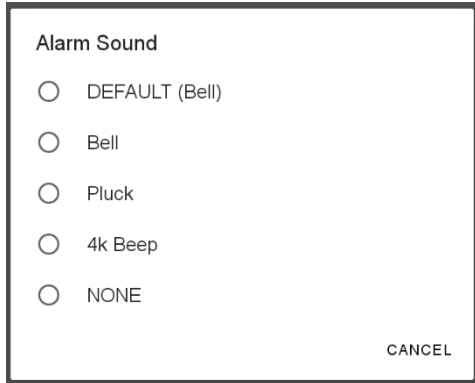 Alarm Sound
DEFAULT (Bell)
Bell
Pluck
4k Beep
NONE
CANCEL